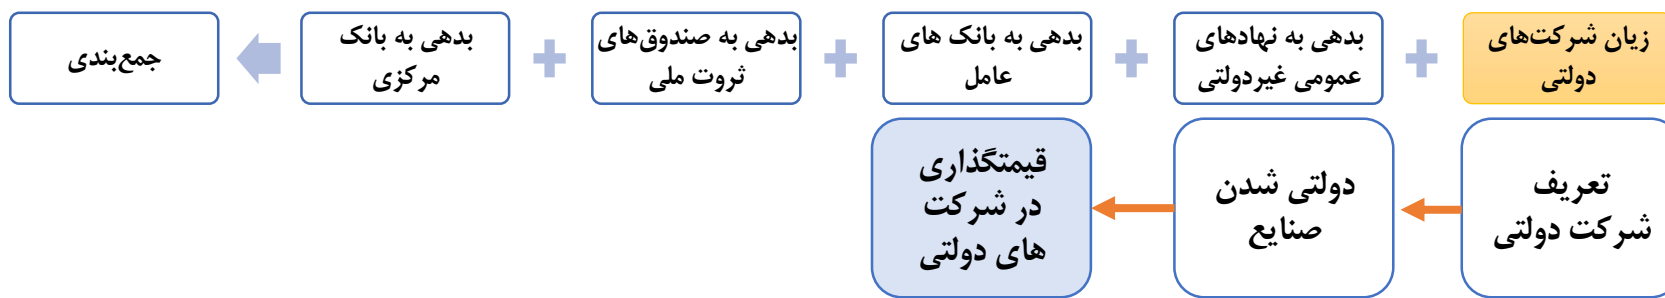 زیان شرکت‌های
دولتی
بدهی به نهادهای
عمومی غیردولتی
بدهی به بانک های
عامل
بدهی به صندوق‌های
ثروت ملی
بدهی به بانک
مرکزی
جمع‌بندی
تعریف
شرکت دولتی
دولتی شدن
صنایع
قیمتگذاری
در شرکت
های دولتی